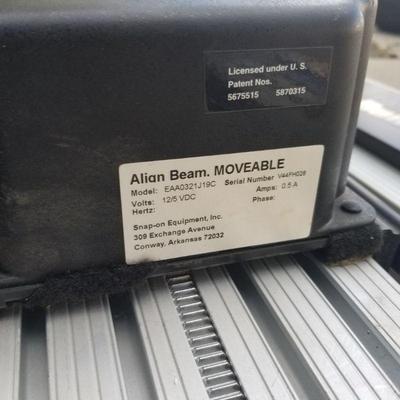 Licensed under U. S.
Patent Nos.
5675515 5870315
Align Beam. MOVEABLE
Model: EAA0321J19C Serial Number V44FH028
Volts: 12/5 VDC Amps: 0.5 A
Hertz: Phase:
Snap-on Equipment, Inc.
309 Exchange Avenue
Conway, Arkansas 72032